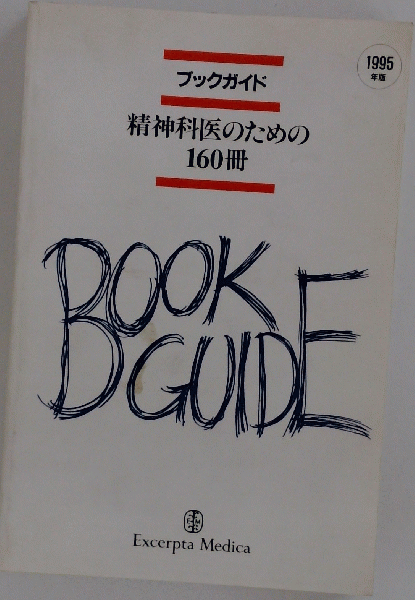 1995
年版
ブックガイド
精神科医のための
160冊
BOOK
GUIDE
Excerpta Medica